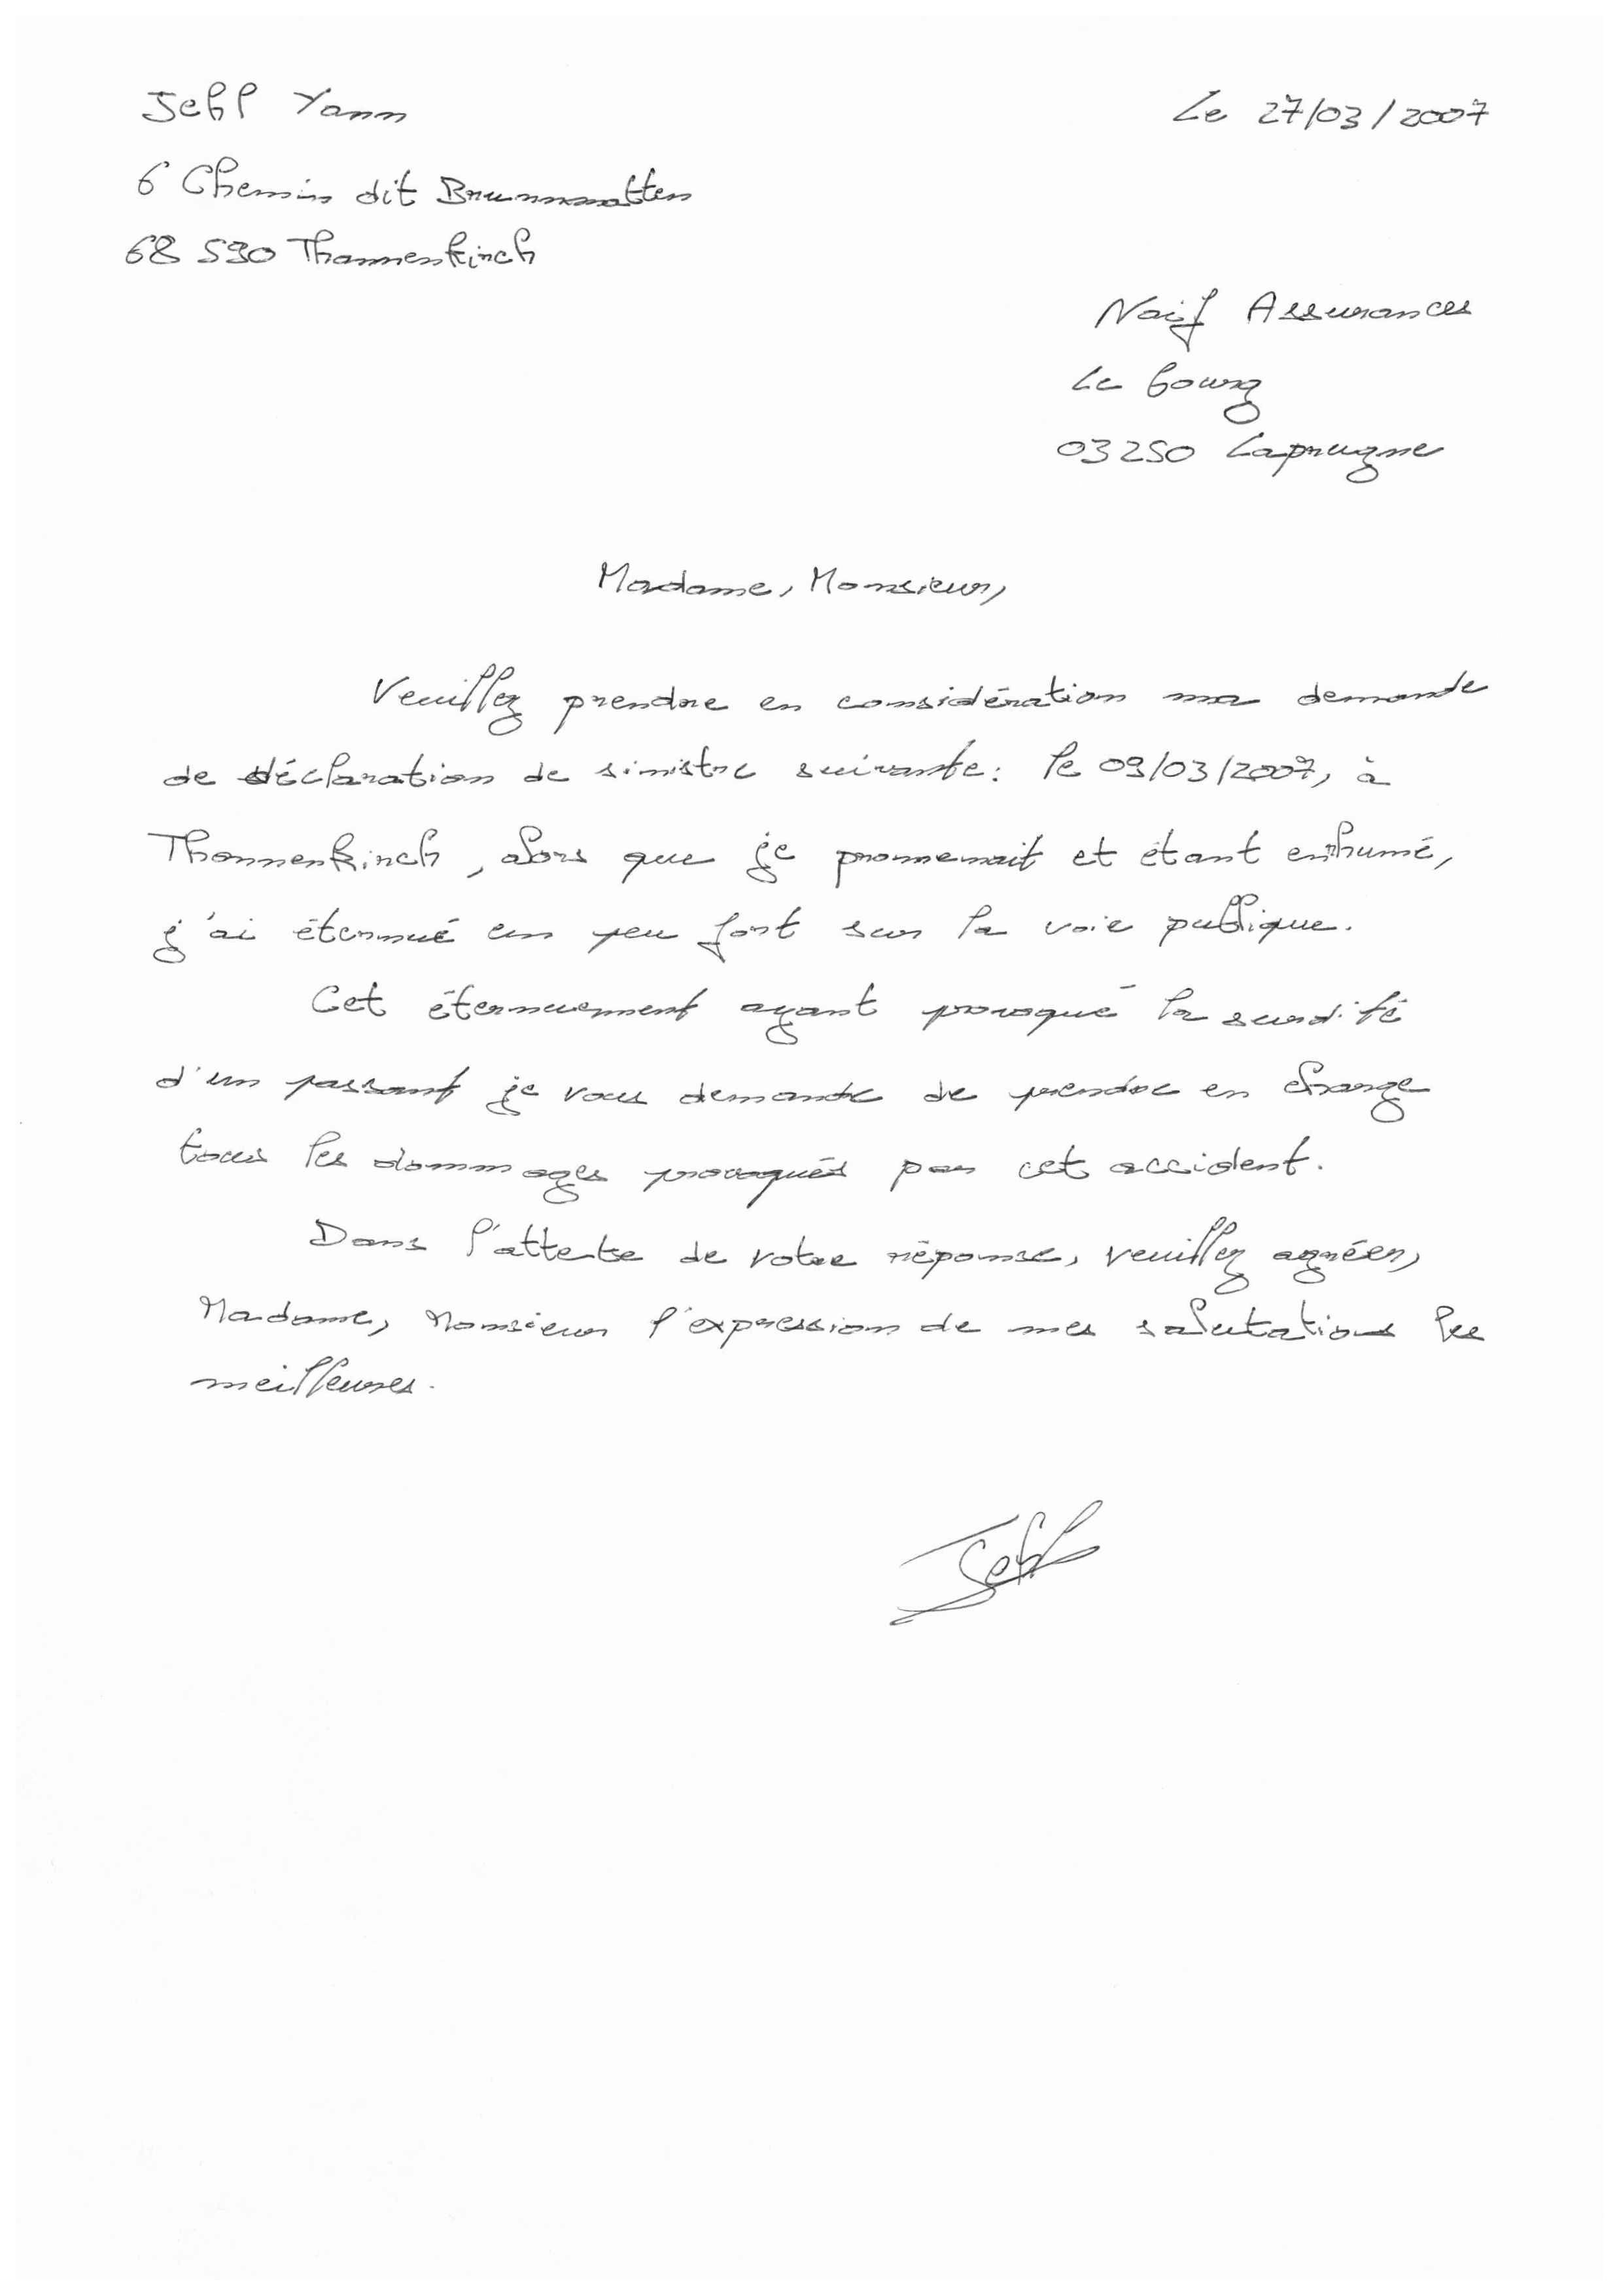 Jehl Yann
Le 27/03/2007
6 Chemin dit Brunnmatten
68 590 Thannenkirch
Naif Assurances
Le bourg
03250 Laprugne
Madame, Monsieur,
Veuillez prendre en considération ma demande
de déclaration de sinistre suivante: le 09/03/2007, à
Thannenkirch, alors que je promenait et étant enrhumé,
j'ai éternué un peu fort sur la voie publique.
Cet éternuement ayant provoqué la surdité
d'un passant je vous demande de prendre en charge
tous les dommages provoqués par cet accident.
Dans l'attente de votre réponse, veuillez agréer,
Madame, Monsieur l'expression de mes salutations les
meilleures.
Jehl